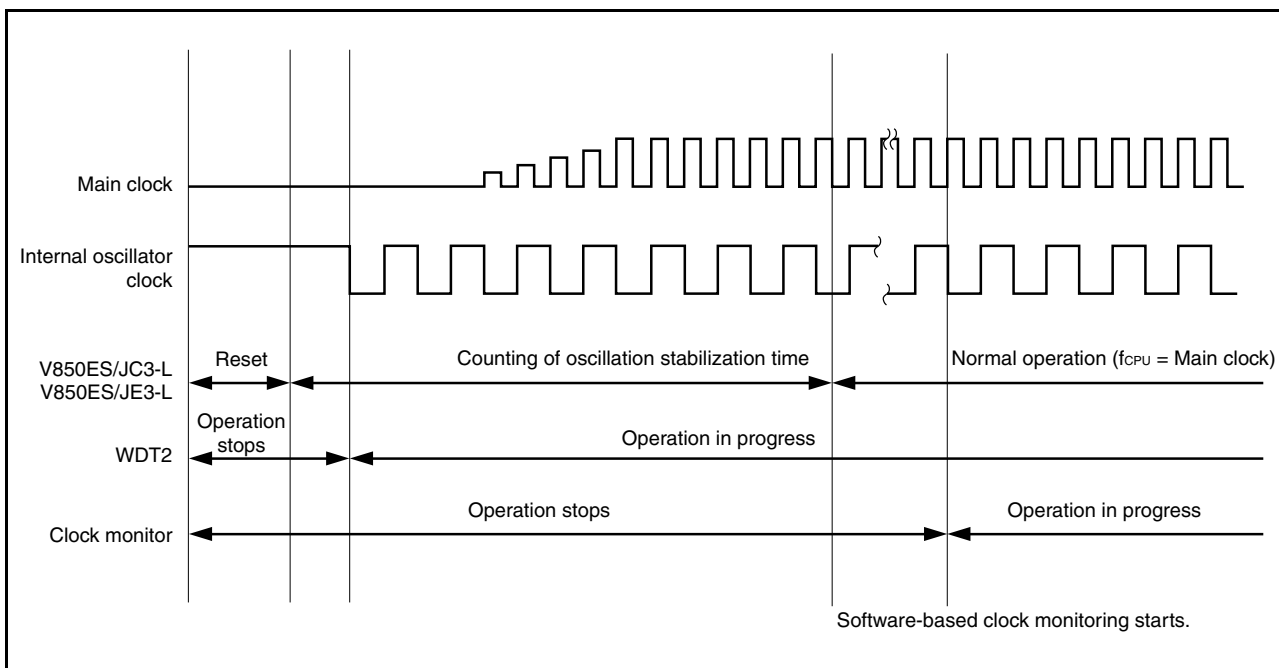 Main clock
Internal oscillator
clock
V850ES/JC3-L
V850ES/JE3-L
Reset
Counting of oscillation stabilization time
Normal operation (fCPU = Main clock)
WDT2
Operation
stops
Operation in progress
Clock monitor
Operation stops
Operation in progress
Software-based clock monitoring starts.